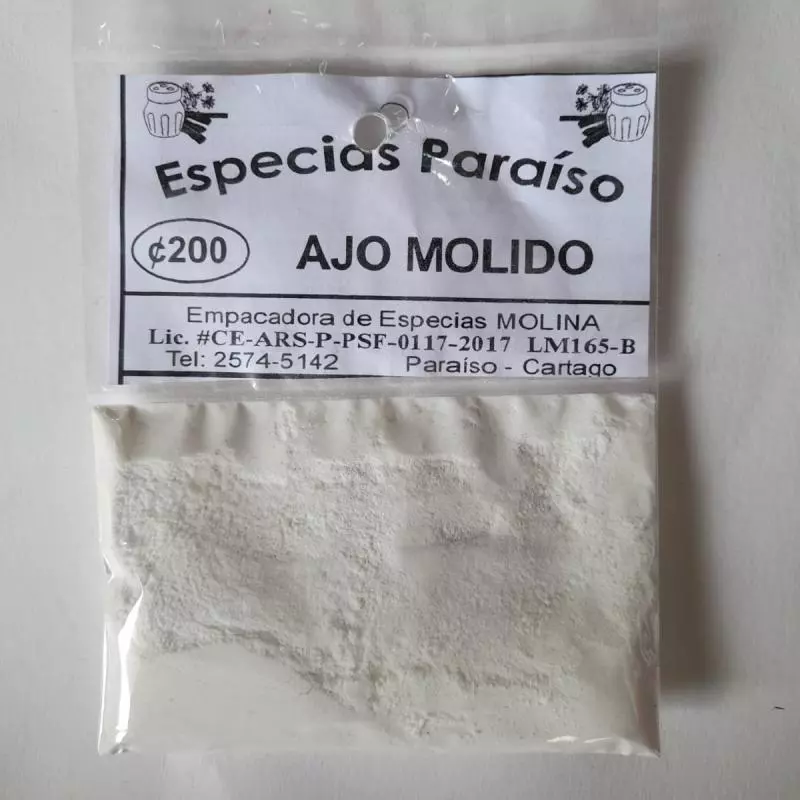 Especias Paraíso
¢200 AJO MOLIDO
Empacadora de Especias MOLINA
Lic. #CE-ARS-P-PSF-0117-2017 LM165-B
Tel: 2574-5142 Paraíso - Cartago